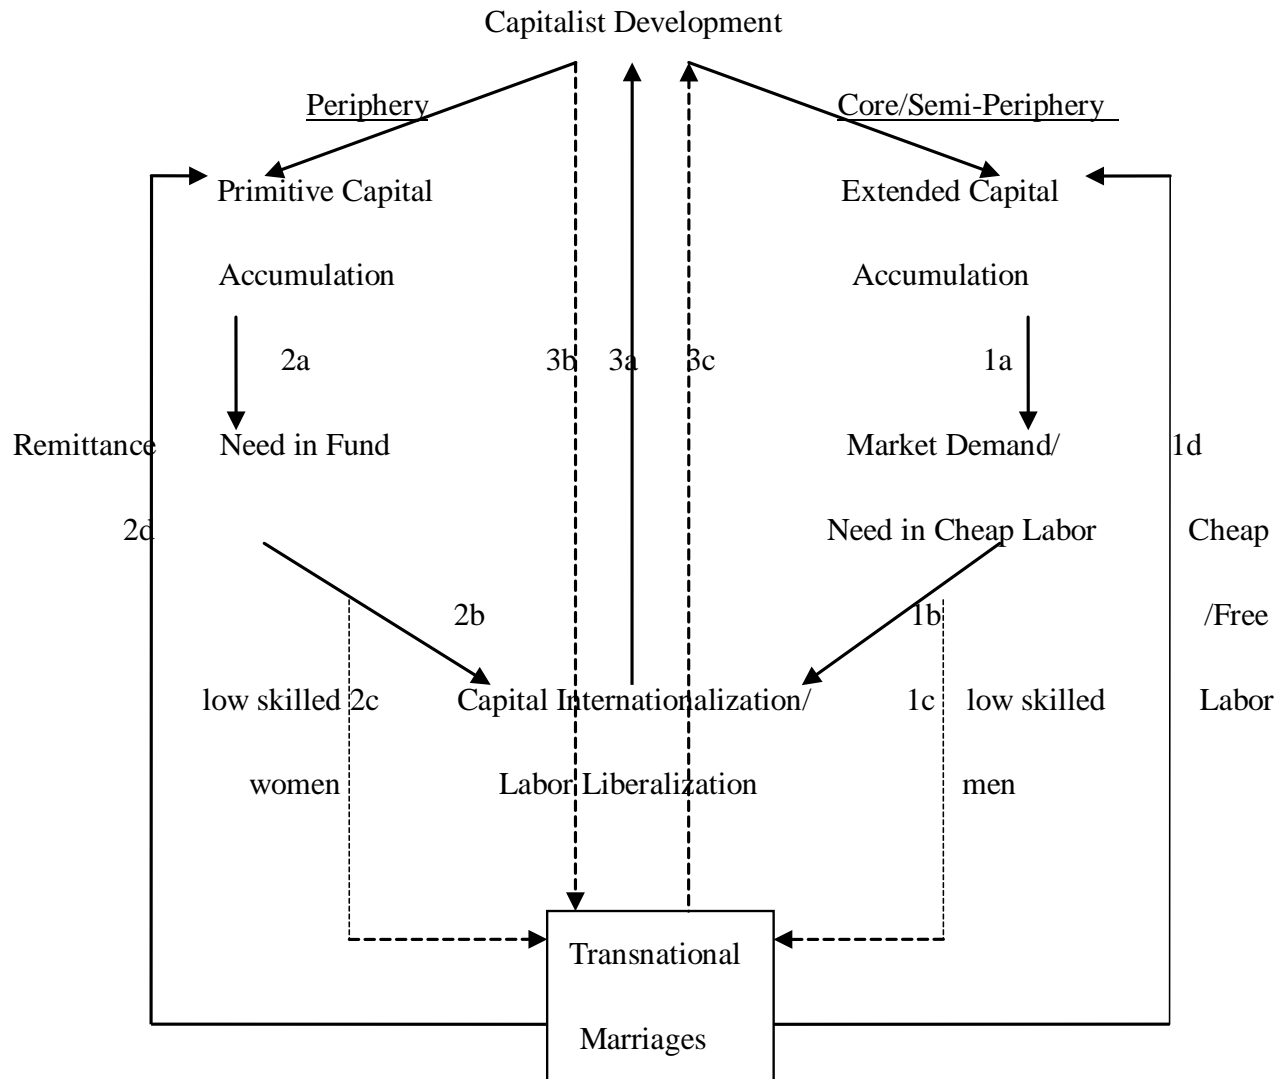 Capitalist Development
Periphery Core/Semi-Periphery
Primitive Capital Extended Capital
Accumulation Accumulation
2a 3b 3a 3c 1a
Remittance Need in Fund Market Demand/ 1d
2d Need in Cheap Labor Cheap
2b 1b /Free
low skilled 2c Capital Internationalization/ 1c low skilled Labor
women Labor Liberalization men
Transnational
Marriages